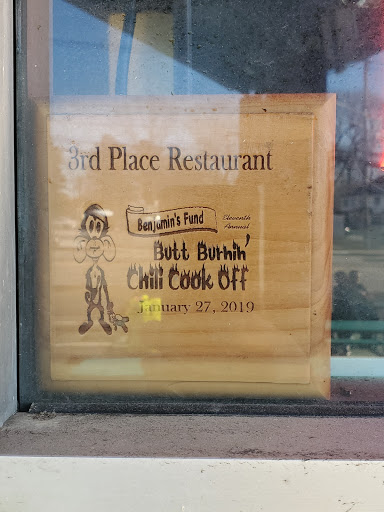 3rd Place Restaurant
Benjamin's Fund
Eleventh
Annual
Butt Burnin'
Chili Cook Off
January 27, 2019